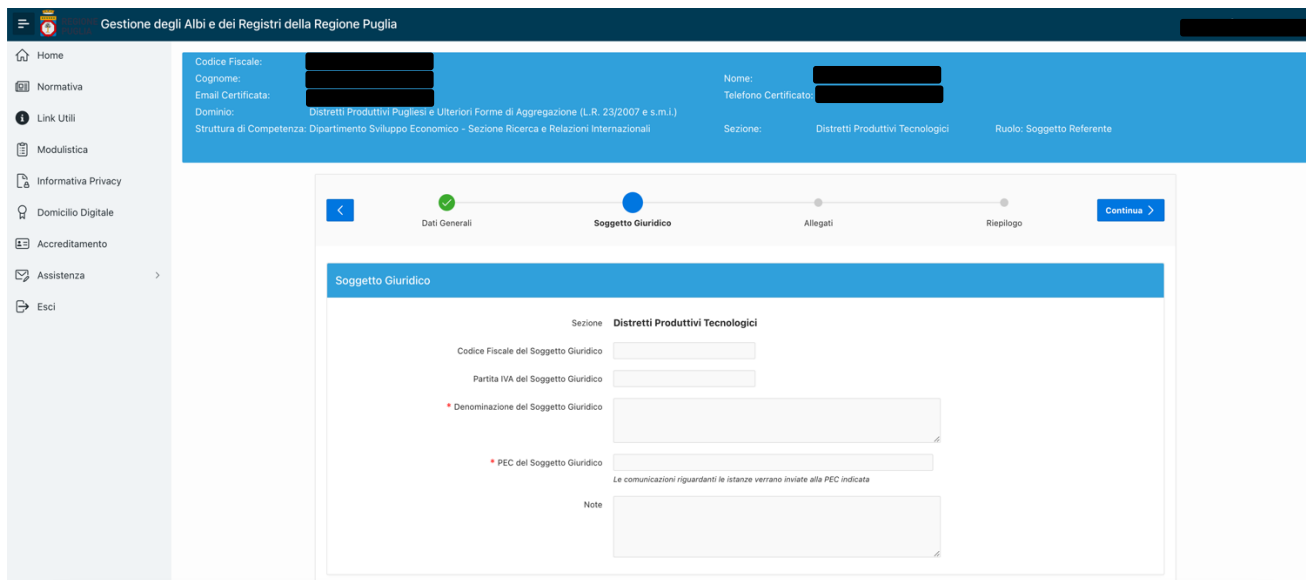 Gestione degli Albi e dei Registri della Regione Puglia
Home
Normativa
Link Utili
Modulistica
Informativa Privacy
Domicilio Digitale
Accreditamento
Assistenza
Esci
Codice Fiscale:
Cognome: Nome:
Email Certificata: Telefono Certificato:
Dominio: Distretti Produttivi Pugliesi e Ulteriori Forme di Aggregazione (L.R. 23/2007 e s.m.i.)
Struttura di Competenza: Dipartimento Sviluppo Economico - Sezione Ricerca e Relazioni Internazionali Sezione: Distretti Produttivi Tecnologici Ruolo: Soggetto Referente
Dati Generali Soggetto Giuridico Allegati Riepilogo Continua
Soggetto Giuridico
Sezione Distretti Produttivi Tecnologici
Codice Fiscale del Soggetto Giuridico
Partita IVA del Soggetto Giuridico
* Denominazione del Soggetto Giuridico
* PEC del Soggetto Giuridico
Le comunicazioni riguardanti le istanze verrano inviate alla PEC indicata
Note